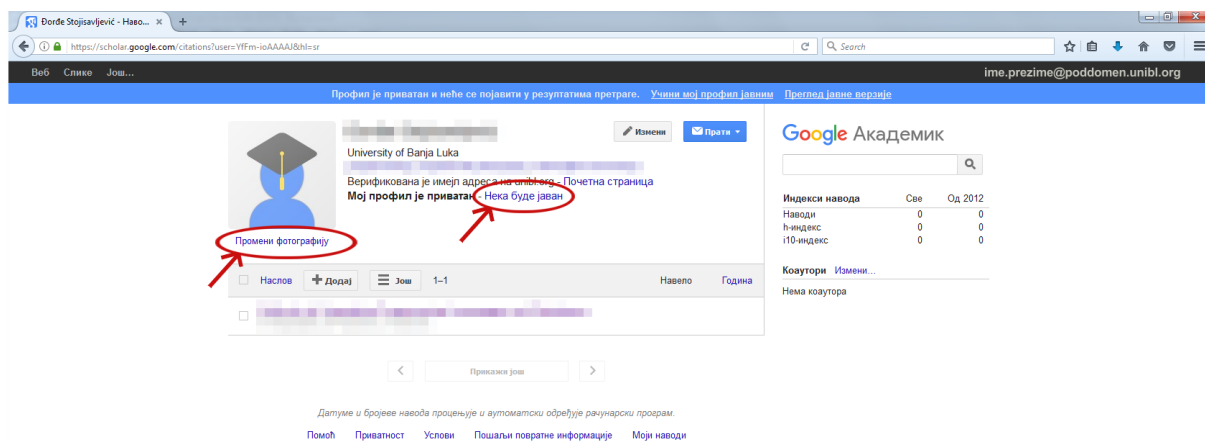 Đorđe Stojisavljević - Наво...
https://scholar.google.com/citations?user=YfFm-ioAAAAJ&hl=sr
Search
Веб Слике Још...
ime.prezime@poddomen.unibl.org
Профил је приватан и неће се појавити у резултатима претраге. Учини мој профил јавним Преглед јавне верзије
Измени
Прати
University of Banja Luka
Верификована је имејл адреса на unibl.org - Почетна страница
Мој профил је приватан - Нека буде јаван
Промени фотографију
Наслов Додај Још 1–1 Навело Година
Прикажи још
Датуме и бројеве навода процењује и аутоматски одређује рачунарски програм.
Помоћ Приватност Услови Пошаљи повратне информације Моји наводи
Google Академик
Индекси навода Све Од 2012
Наводи 0 0
h-индекс 0 0
i10-индекс 0 0
Коаутори Измени...
Нема коаутора